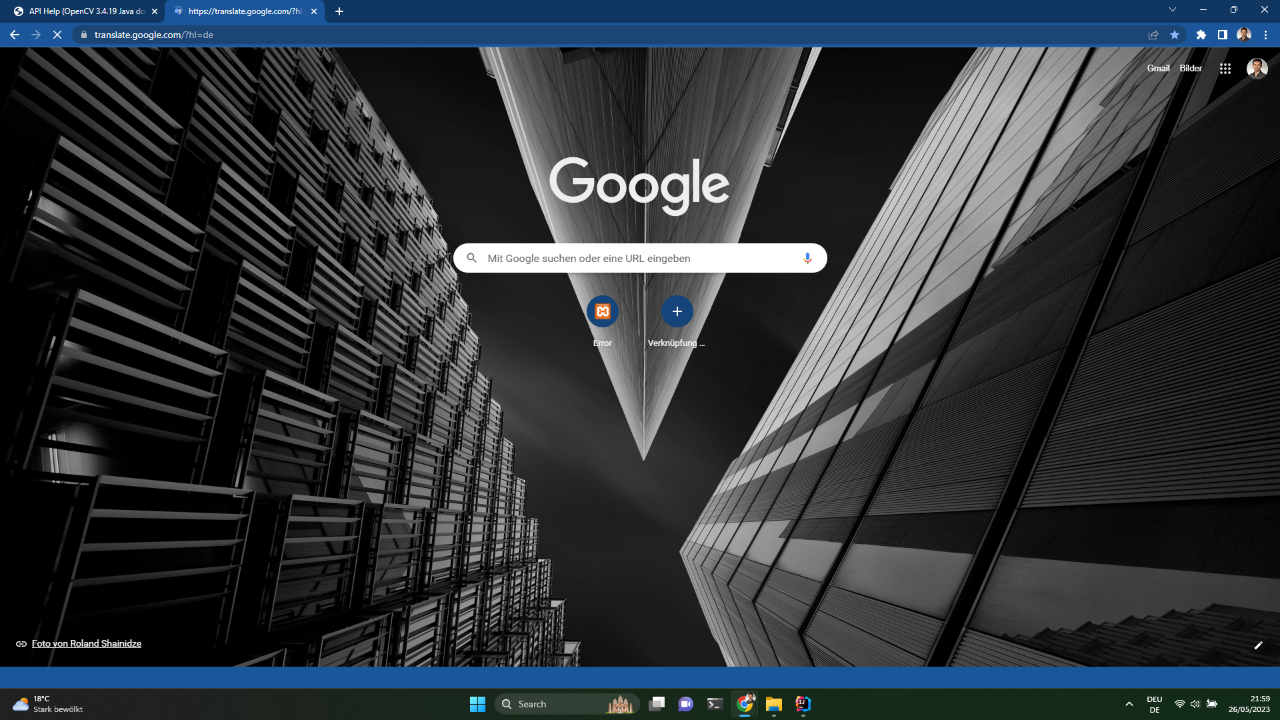 API Help (OpenCV 3.4.19 Java do
https://translate.google.com/?hl=
translate.google.com/?hl=de
Gmail
Bilder
Google
Mit Google suchen oder eine URL eingeben
Error
Verknüpfung ...
Foto von Roland Shainidze
18°C
Stark bewölkt
Search
DEU
DE
21:59
26/05/2023